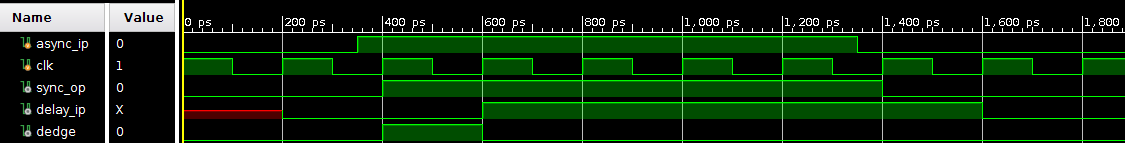 Name Value 0 ps 200 ps 400 ps 600 ps 800 ps 1,000 ps 1,200 ps 1,400 ps 1,600 ps 1,800
async_ip 0
clk 1
sync_op 0
delay_ip X
dedge 0